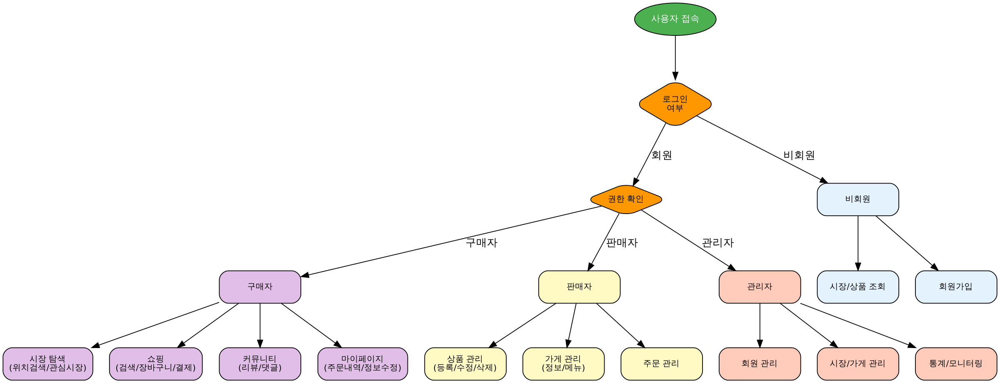 사용자 접속
로그인
여부
회원
비회원
권한 확인
비회원
구매자
판매자
관리자
구매자
판매자
관리자
시장/상품 조회
회원가입
시장 탐색
(위치검색/관심시장)
쇼핑
(검색/장바구니/결제)
커뮤니티
(리뷰/댓글)
마이페이지
(주문내역/정보수정)
상품 관리
(등록/수정/삭제)
가게 관리
(정보/메뉴)
주문 관리
회원 관리
시장/가게 관리
통계/모니터링